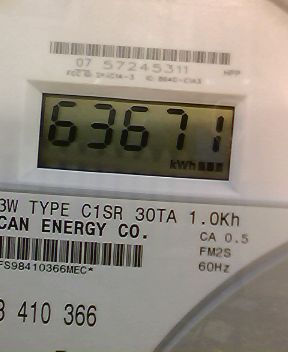 07 57245311
HPP
63671
kWh
3W TYPE C1SR 30TA 1.0Kh
CAN ENERGY CO.
CA 0.5
FM2S
60Hz
FS98410366MEC*
410 366